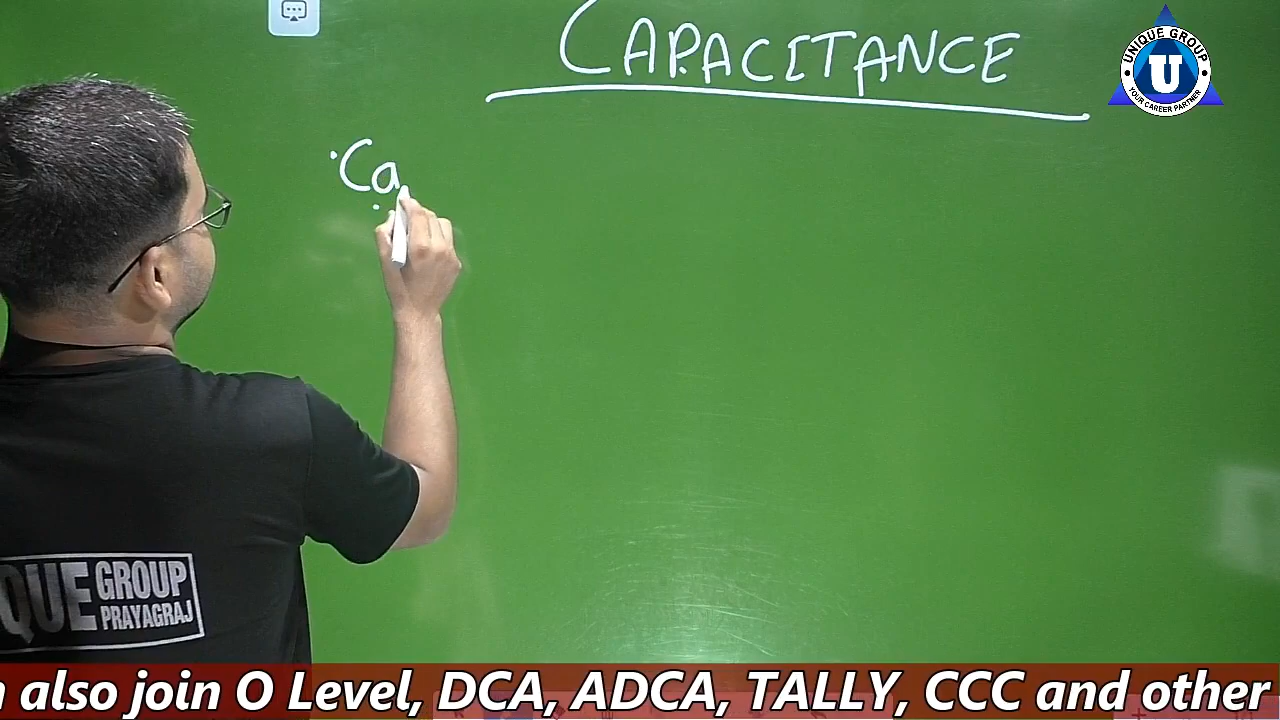 CAPACITANCE
UNIQUE GROUP
U
YOUR CAREER PARTNER
Ca
QUE GROUP
PRAYAGRAJ
also join O Level, DCA, ADCA, TALLY, CCC and other